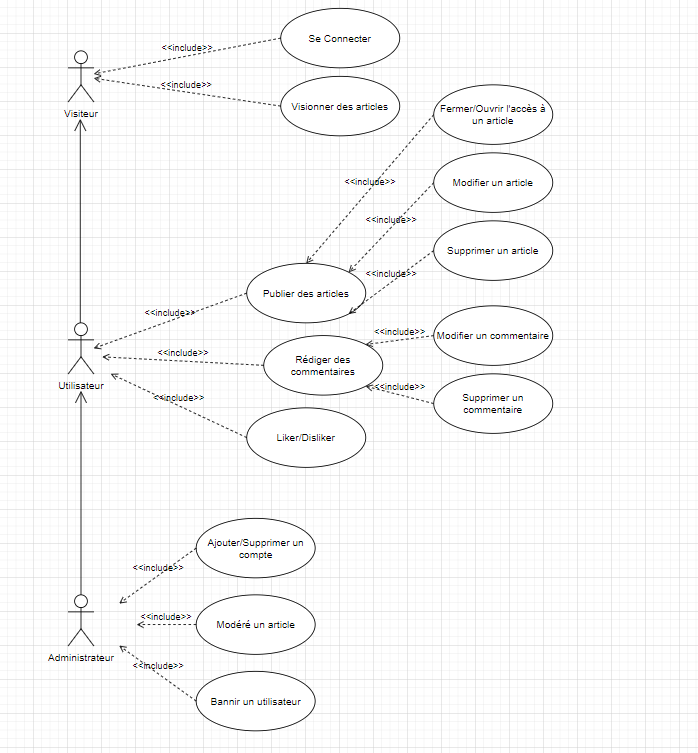 Se Connecter
<<include>>
Visiteur
<<include>>
Visionner des articles
Fermer/Ouvrir l'accès à
un article
<<include>>
Modifier un article
<<include>>
Supprimer un article
<<include>>
Publier des articles
<<include>>
Utilisateur
<<include>>
Rédiger des
commentaires
<<include>>
Modifier un commentaire
<<include>>
Supprimer un
commentaire
<<include>>
Liker/Disliker
Ajouter/Supprimer un
compte
<<include>>
<<include>>
Modéré un article
Administrateur
<<include>>
Bannir un utilisateur